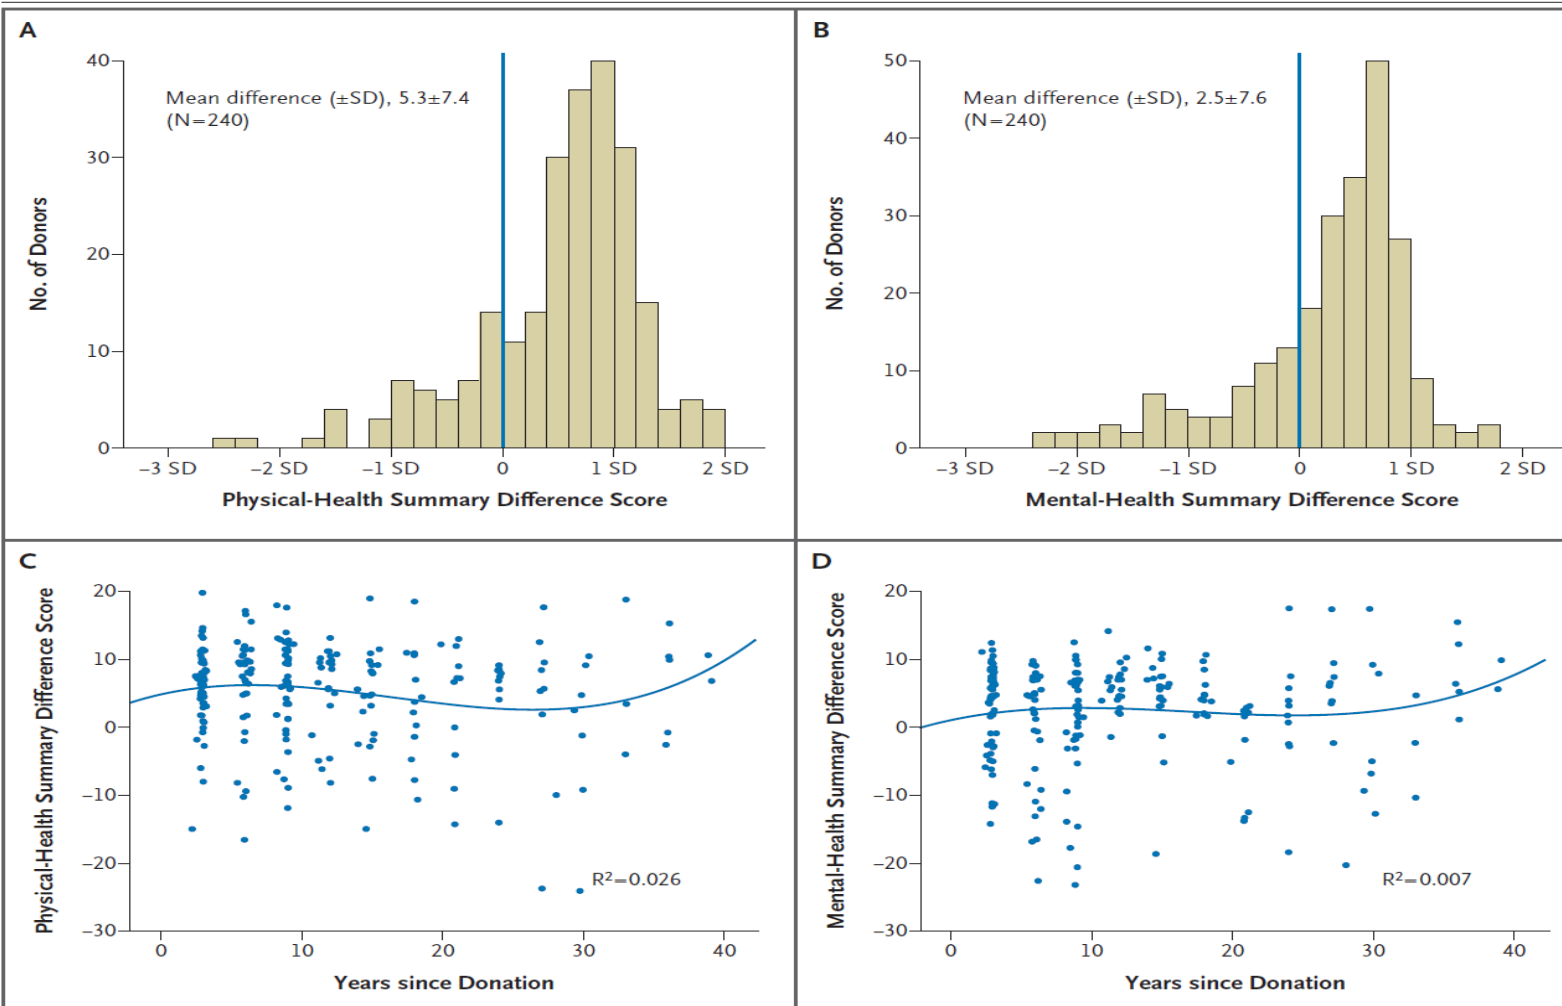 A
No. of Donors
40
30
20
10
0
Mean difference (±SD), 5.3±7.4
(N=240)
−3 SD
−2 SD
−1 SD
0
1 SD
2 SD
Physical-Health Summary Difference Score
B
No. of Donors
50
40
30
20
10
0
Mean difference (±SD), 2.5±7.6
(N=240)
−3 SD
−2 SD
−1 SD
0
1 SD
2 SD
Mental-Health Summary Difference Score
C
Physical-Health Summary Difference Score
20
10
0
−10
−20
−30
R²=0.026
0
10
20
30
40
Years since Donation
D
Mental-Health Summary Difference Score
20
10
0
−10
−20
−30
R²=0.007
0
10
20
30
40
Years since Donation